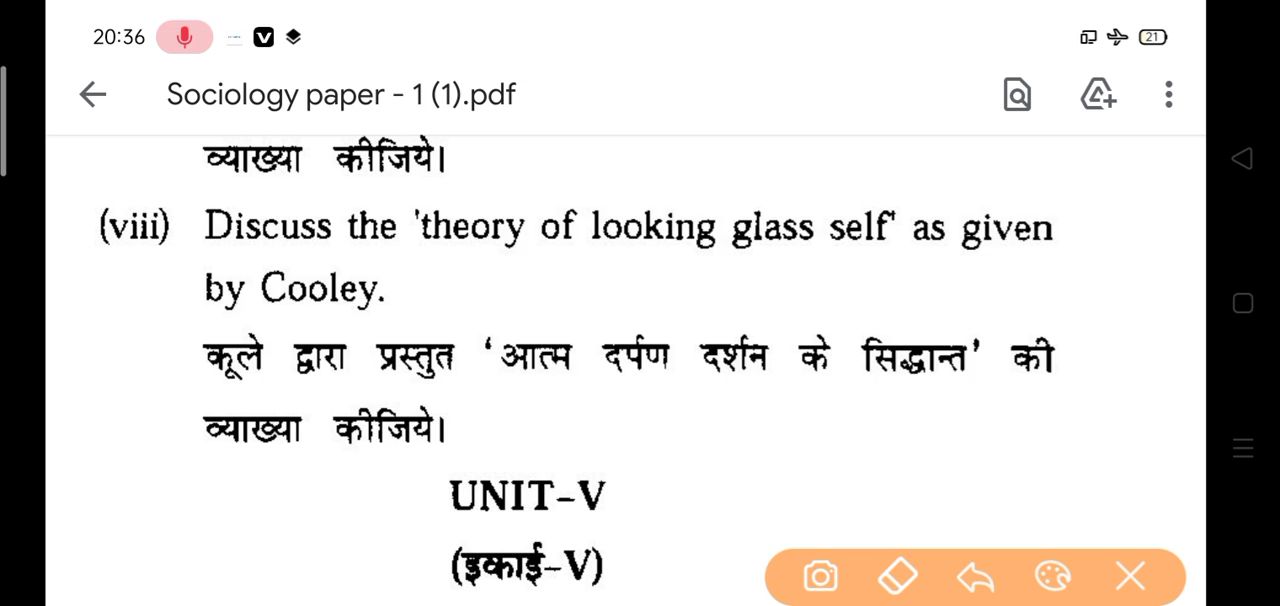 20:36
21
Sociology paper - 1 (1).pdf
व्याख्या कीजिये।
(viii) Discuss the 'theory of looking glass self' as given
by Cooley.
कूले द्वारा प्रस्तुत ‘आत्म दर्पण दर्शन के सिद्धान्त’ की
व्याख्या कीजिये।
UNIT–V
(इकाई–V)